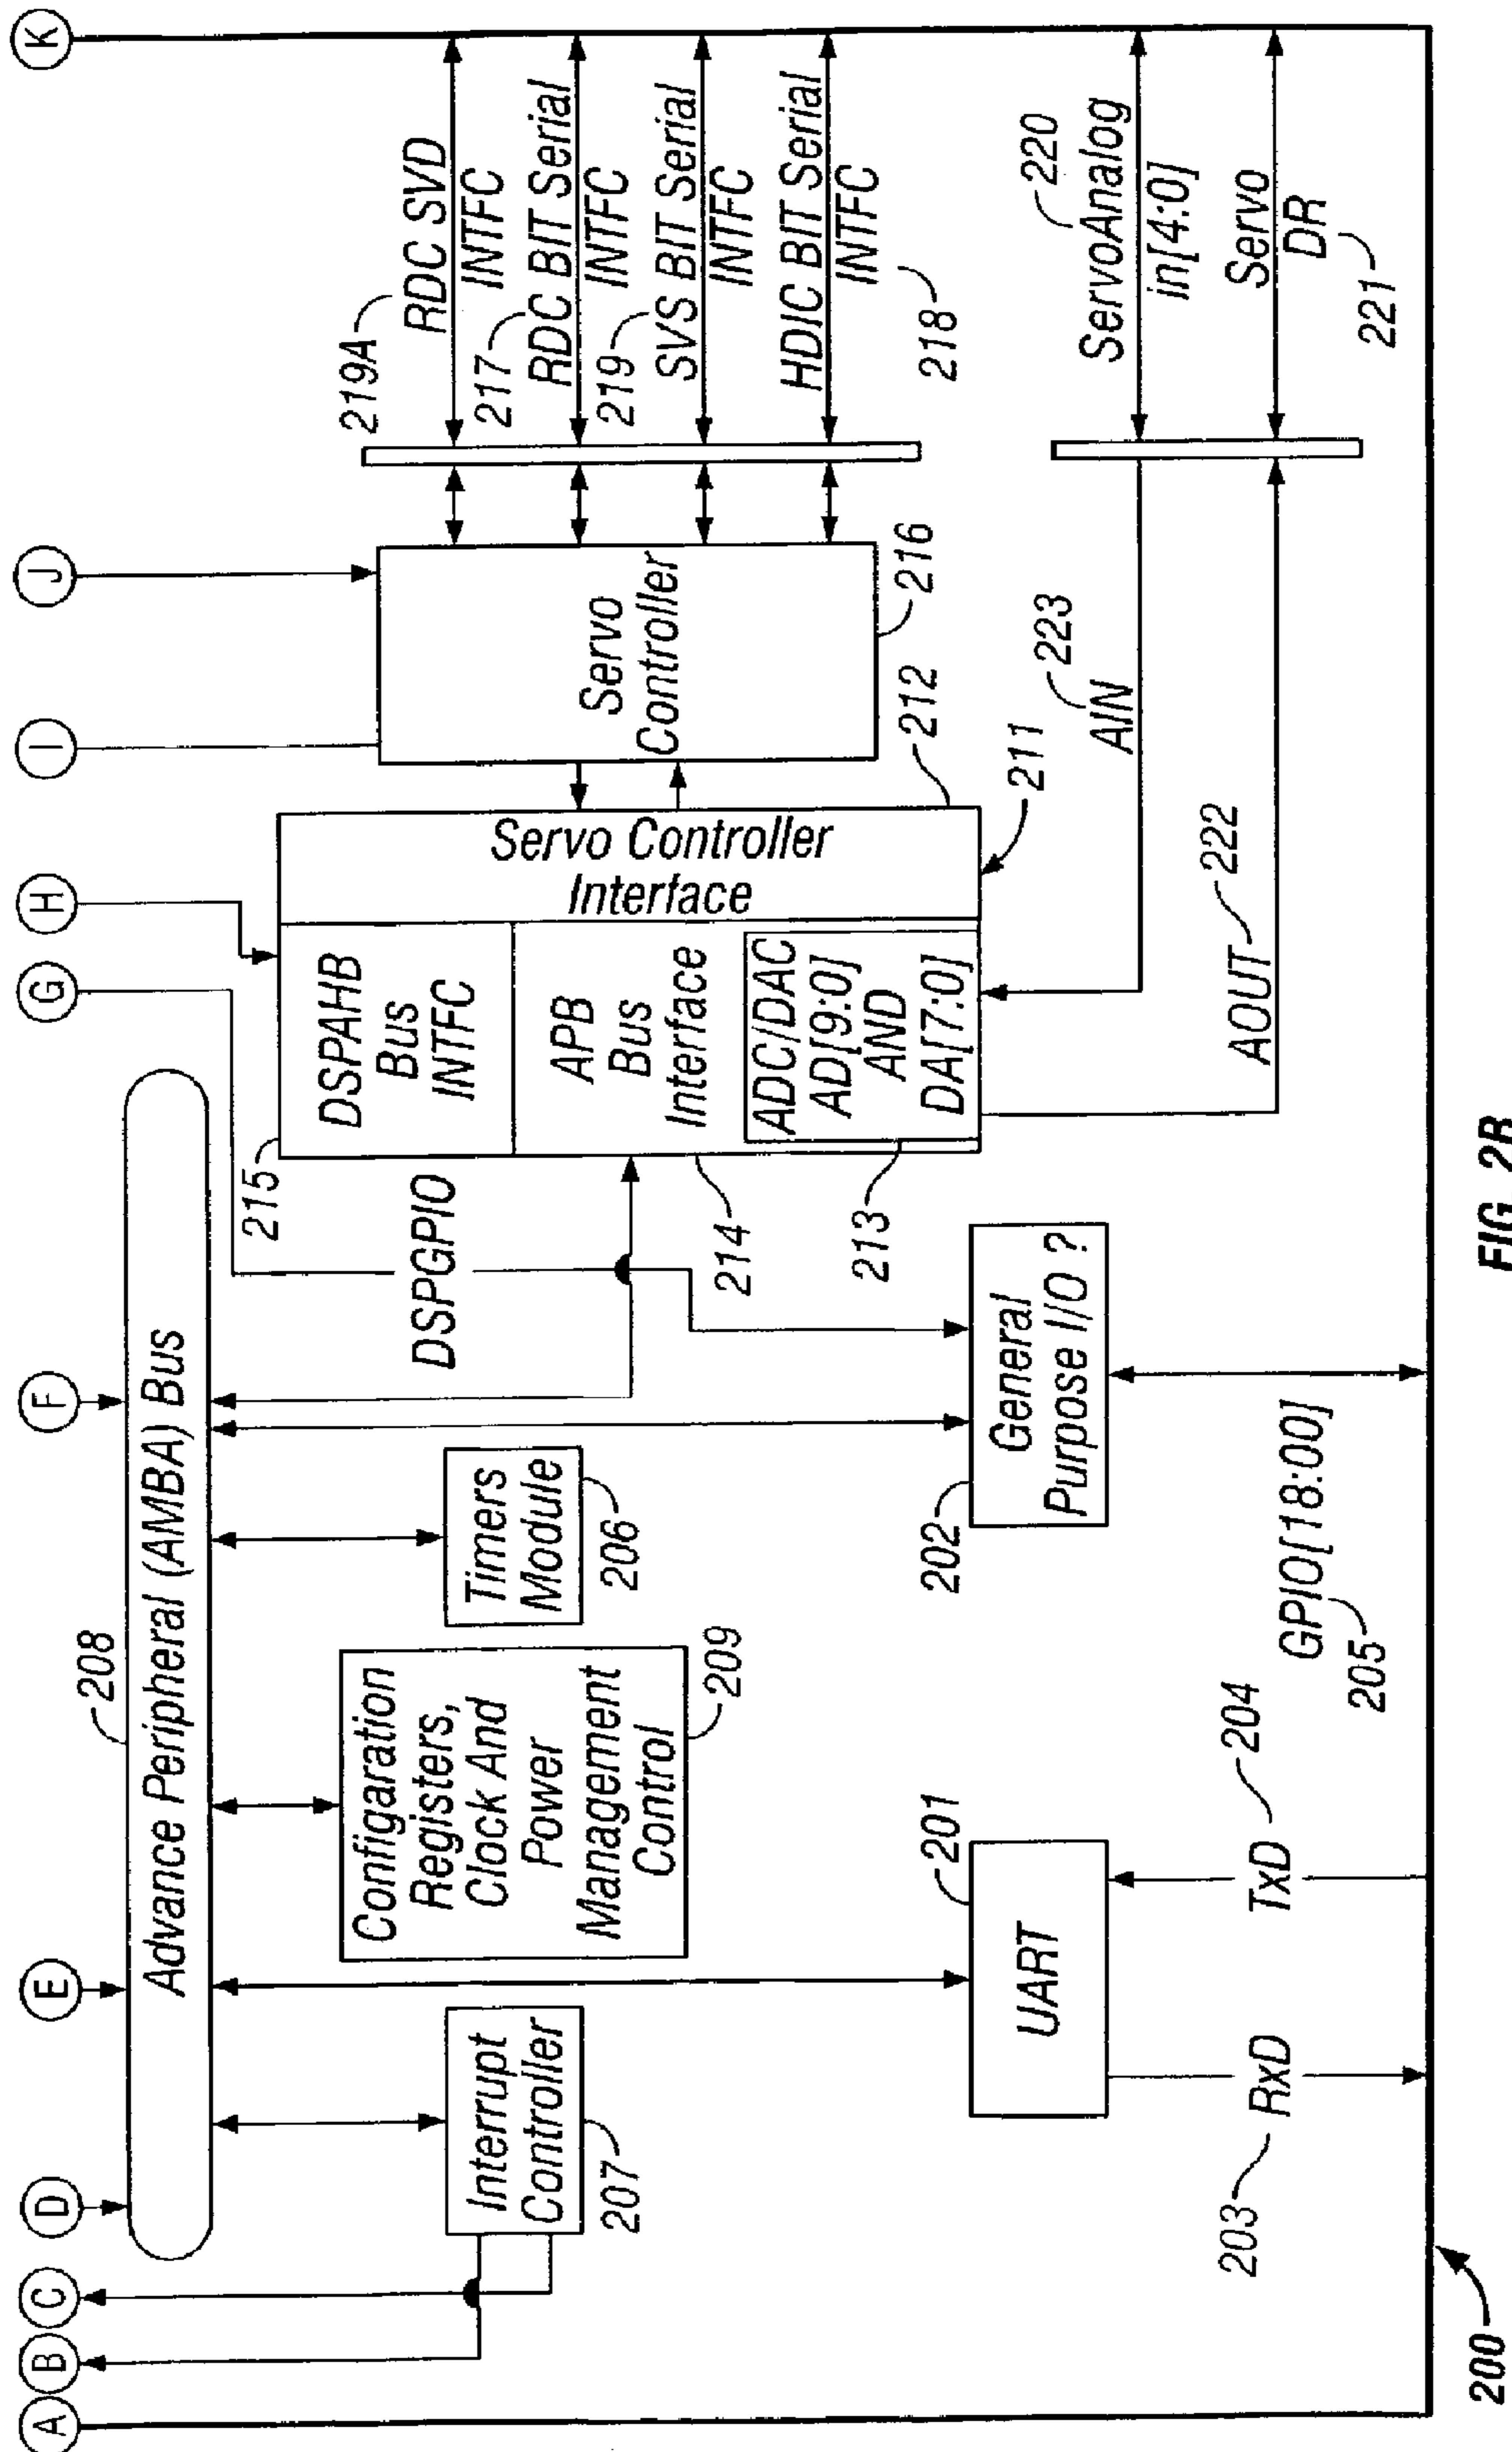 A
B
C
D
E
F
G
H
I
J
K
208
Advance Peripheral (AMBA) Bus
Interrupt
Controller
207
Configaration
Registers,
Clock And
Power
Management
Control
209
Timers
Module
206
DSPGPIO
215
DSPAHB
Bus
INTFC
APB
Bus
Interface
214
ADC/DAC
AD[9:0]
AND
DA[7:0]
213
Servo Controller
Interface
212
211
Servo
Controller
216
219A
RDC SVD
INTFC
217
RDC BIT Serial
INTFC
219
SVS BIT Serial
INTFC
HDIC BIT Serial
INTFC
218
220
ServoAnalog
in[4:0]
Servo
DR
221
AIN
223
AOUT
222
201
UART
203
RxD
TxD
204
202
General
Purpose I/O ?
GPIO[18:00]
205
200
FIG. 2B